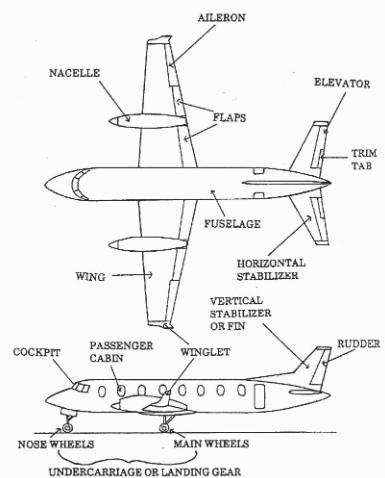 AILERON
NACELLE
ELEVATOR
FLAPS
TRIM
TAB
FUSELAGE
HORIZONTAL
STABILIZER
WING
VERTICAL
STABILIZER
OR FIN
PASSENGER
CABIN
WINGLET
RUDDER
COCKPIT
NOSE WHEELS
MAIN WHEELS
UNDERCARRIAGE OR LANDING GEAR